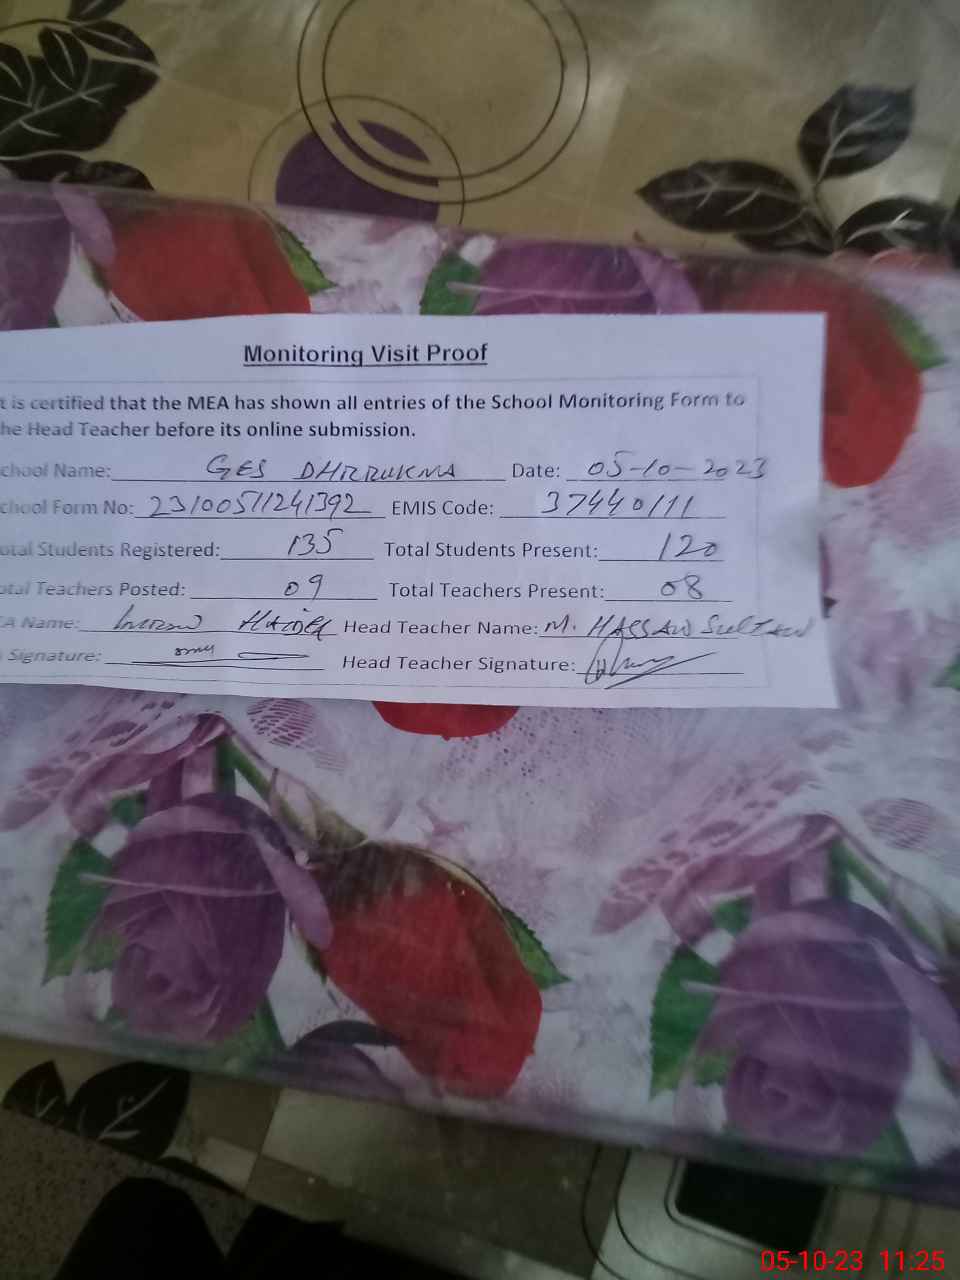 Monitoring Visit Proof
t is certified that the MEA has shown all entries of the School Monitoring Form to
he Head Teacher before its online submission.
chool Name: GES DHRRUKNA Date: 05-10-2023
chool Form No: 23100511241392 EMIS Code: 37440111
otal Students Registered: 135 Total Students Present: 120
otal Teachers Posted: 09 Total Teachers Present: 08
EA Name: HAIDER Head Teacher Name: M. HASSAN SULTAN
Signature: Head Teacher Signature:
05-10-23 11:25